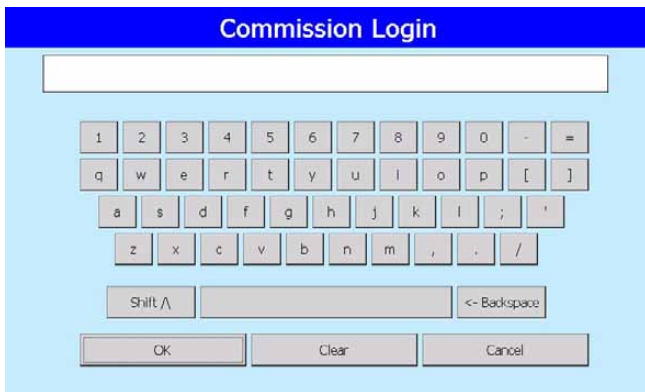 Commission Login
1 2 3 4 5 6 7 8 9 0 - =
q w e r t y u i o p [ ]
a s d f g h j k l ; '
z x c v b n m , . /
Shift /\ <- Backspace
OK Clear Cancel